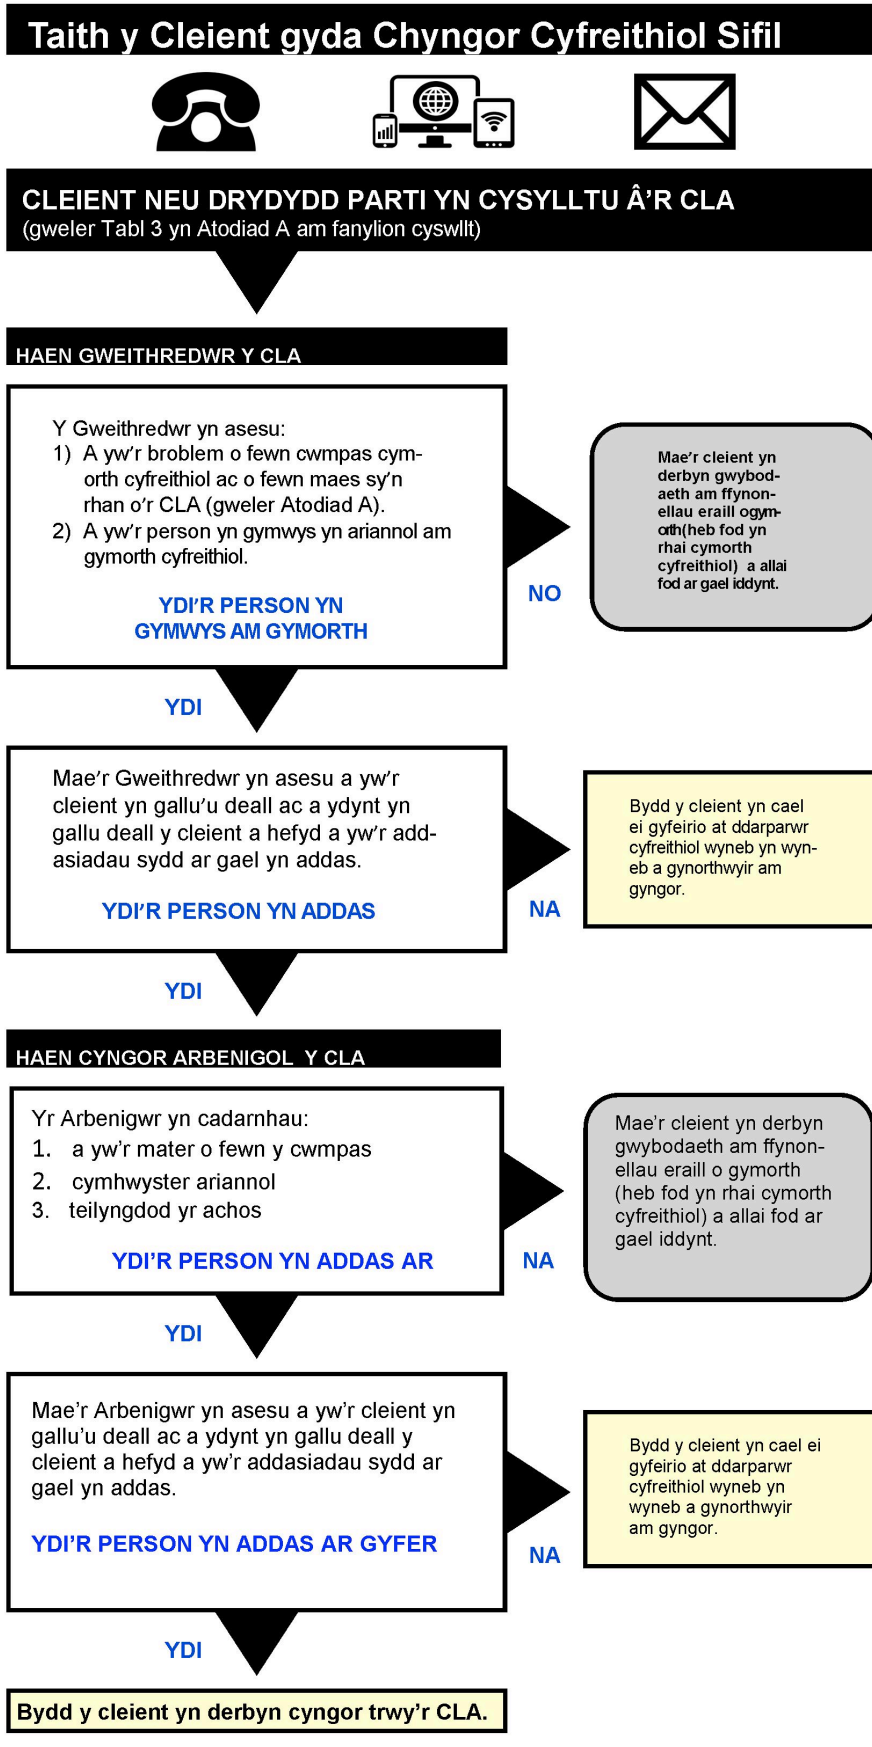 Taith y Cleient gyda Chyngor Cyfreithiol Sifil
CLEIENT NEU DRYDYDD PARTI YN CYSYLLTU Â’R CLA
(gweler Tabl 3 yn Atodiad A am fanylion cyswllt)
HAEN GWEITHREDWR Y CLA
Y Gweithredwr yn asesu:
1) A yw’r broblem o fewn cwmpas cym-
orth cyfreithiol ac o fewn maes sy’n
rhan o’r CLA (gweler Atodiad A).
2) A yw’r person yn gymwys yn ariannol am
gymorth cyfreithiol.
YDI’R PERSON YN
GYMWYS AM GYMORTH
NO
Mae’r cleient yn
derbyn gwybod-
aeth am ffynon-
ellau eraill ogym-
orth(heb fod yn
rhai cymorth
cyfreithiol) a allai
fod ar gael iddynt.
YDI
Mae’r Gweithredwr yn asesu a yw’r
cleient yn gallu’u deall ac a ydynt yn
gallu deall y cleient a hefyd a yw’r add-
asiadau sydd ar gael yn addas.
YDI’R PERSON YN ADDAS
NA
Bydd y cleient yn cael
ei gyfeirio at ddarparwr
cyfreithiol wyneb yn wyn-
eb a gynorthwyir am
gyngor.
YDI
HAEN CYNGOR ARBENIGOL Y CLA
Yr Arbenigwr yn cadarnhau:
1. a yw’r mater o fewn y cwmpas
2. cymhwyster ariannol
3. teilyngdod yr achos
YDI’R PERSON YN ADDAS AR
NA
Mae’r cleient yn derbyn
gwybodaeth am ffynon-
ellau eraill o gymorth
(heb fod yn rhai cymorth
cyfreithiol) a allai fod ar
gael iddynt.
YDI
Mae’r Arbenigwr yn asesu a yw’r cleient yn
gallu’u deall ac a ydynt yn gallu deall y
cleient a hefyd a yw’r addasiadau sydd ar
gael yn addas.
YDI’R PERSON YN ADDAS AR GYFER
NA
Bydd y cleient yn cael ei
gyfeirio at ddarparwr
cyfreithiol wyneb yn
wyneb a gynorthwyir
am gyngor.
YDI
Bydd y cleient yn derbyn cyngor trwy’r CLA.